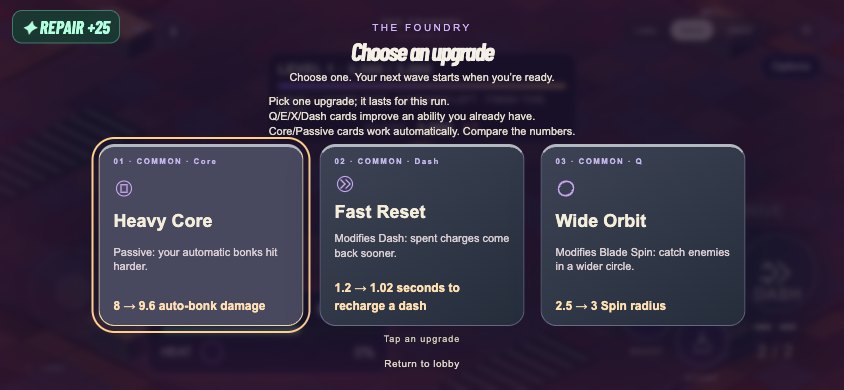 REPAIR +25
THE FOUNDRY
Choose an upgrade
Choose one. Your next wave starts when you're ready.
Pick one upgrade; it lasts for this run.
Q/E/X/Dash cards improve an ability you already have.
Core/Passive cards work automatically. Compare the numbers.
01 · COMMON · Core
Heavy Core
Passive: your automatic bonks hit
harder.
8 → 9.6 auto-bonk damage
02 · COMMON · Dash
Fast Reset
Modifies Dash: spent charges come
back sooner.
1.2 → 1.02 seconds to
recharge a dash
03 · COMMON · Q
Wide Orbit
Modifies Blade Spin: catch enemies
in a wider circle.
2.5 → 3 Spin radius
DASH
Tap an upgrade
Return to lobby